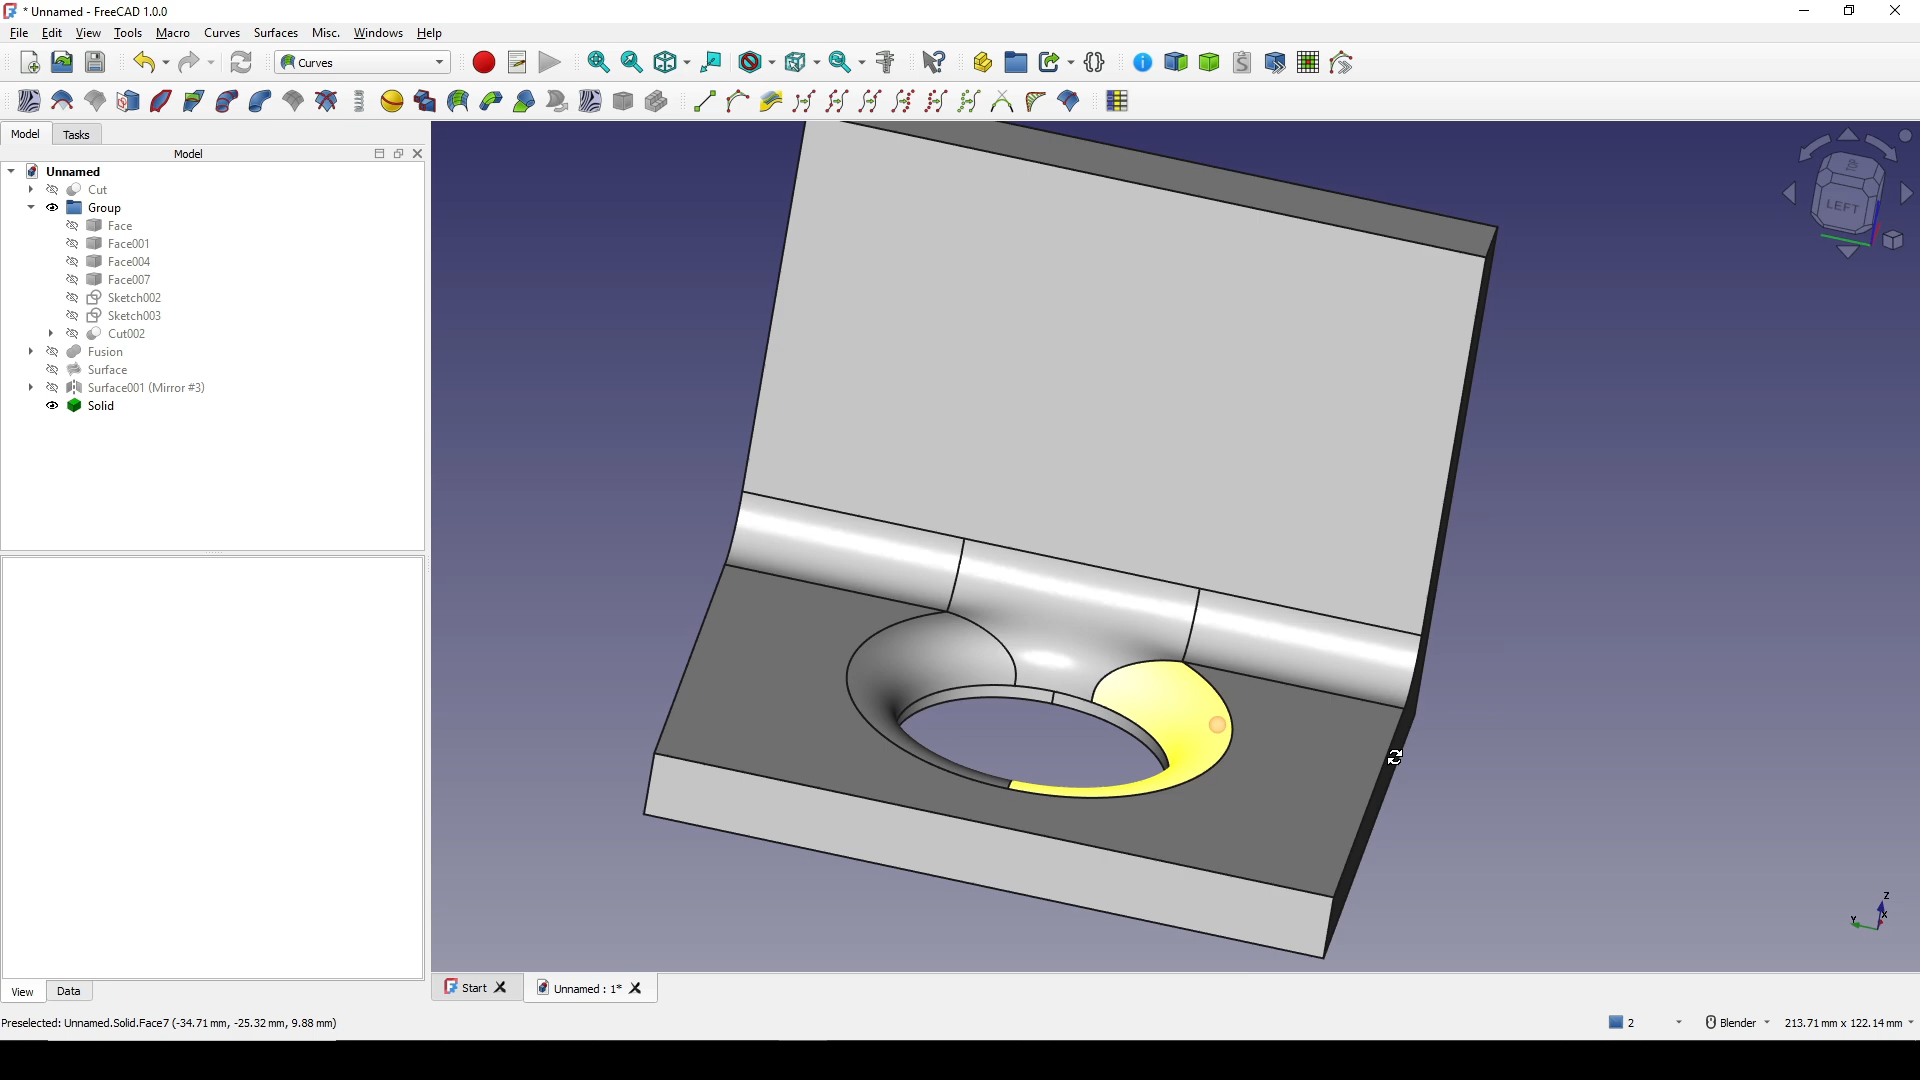 * Unnamed - FreeCAD 1.0.0
File Edit View Tools Macro Curves Surfaces Misc. Windows Help
Curves
Model Tasks
Model
Unnamed
Cut
Group
Face
Face001
Face004
Face007
Sketch002
Sketch003
Cut002
Fusion
Surface
Surface001 (Mirror #3)
Solid
LEFT
Z
Y
X
View Data
Start Unnamed : 1*
Preselected: Unnamed.Solid.Face7 (-34.71 mm, -25.32 mm, 9.88 mm)
2 Blender 213.71 mm x 122.14 mm